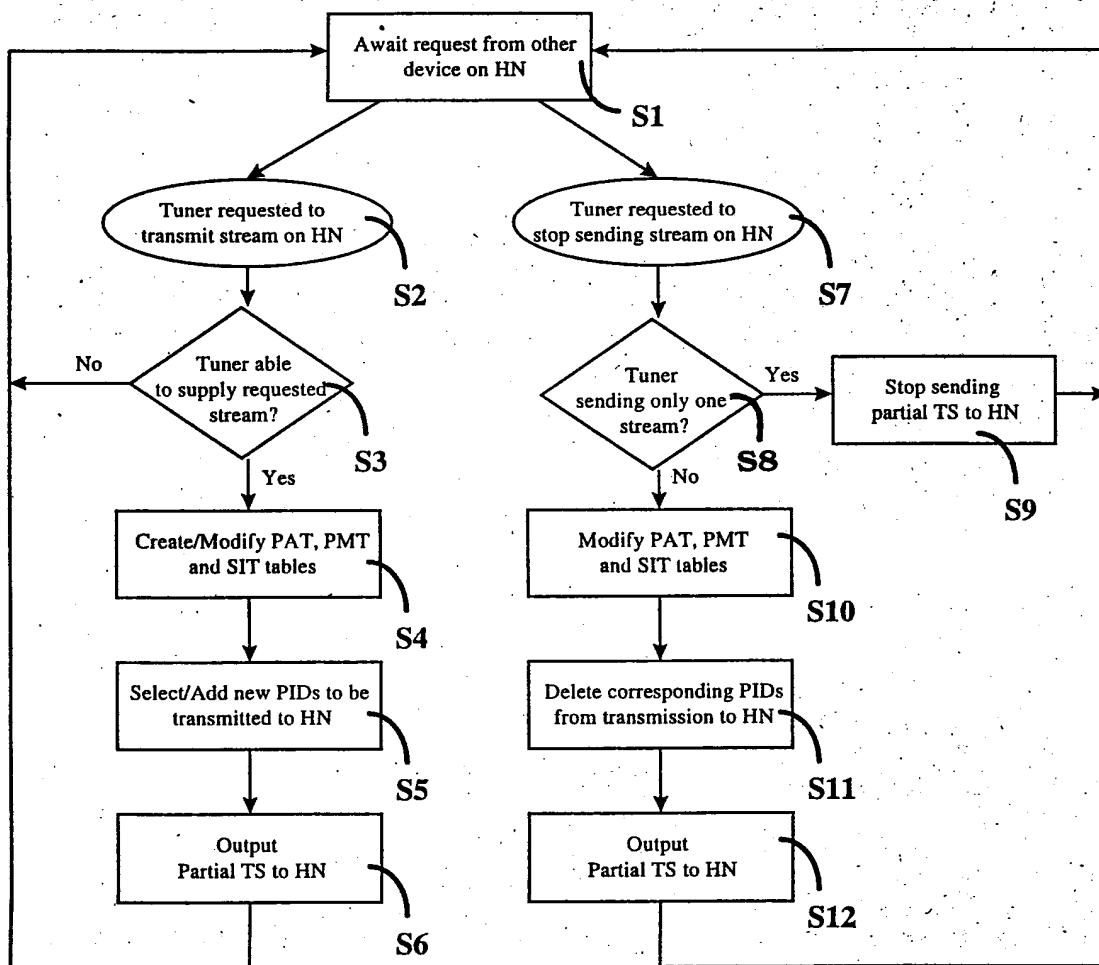 Await request from other
device on HN
S1
Tuner requested to
transmit stream on HN
S2
Tuner requested to
stop sending stream on HN
S7
No
Tuner able
to supply requested
stream?
S3
Yes
Tuner
sending only one
stream?
S8
Yes
Stop sending
partial TS to HN
S9
No
Create/Modify PAT, PMT
and SIT tables
S4
Modify PAT, PMT
and SIT tables
S10
Select/Add new PIDs to be
transmitted to HN
S5
Delete corresponding PIDs
from transmission to HN
S11
Output
Partial TS to HN
S6
Output
Partial TS to HN
S12